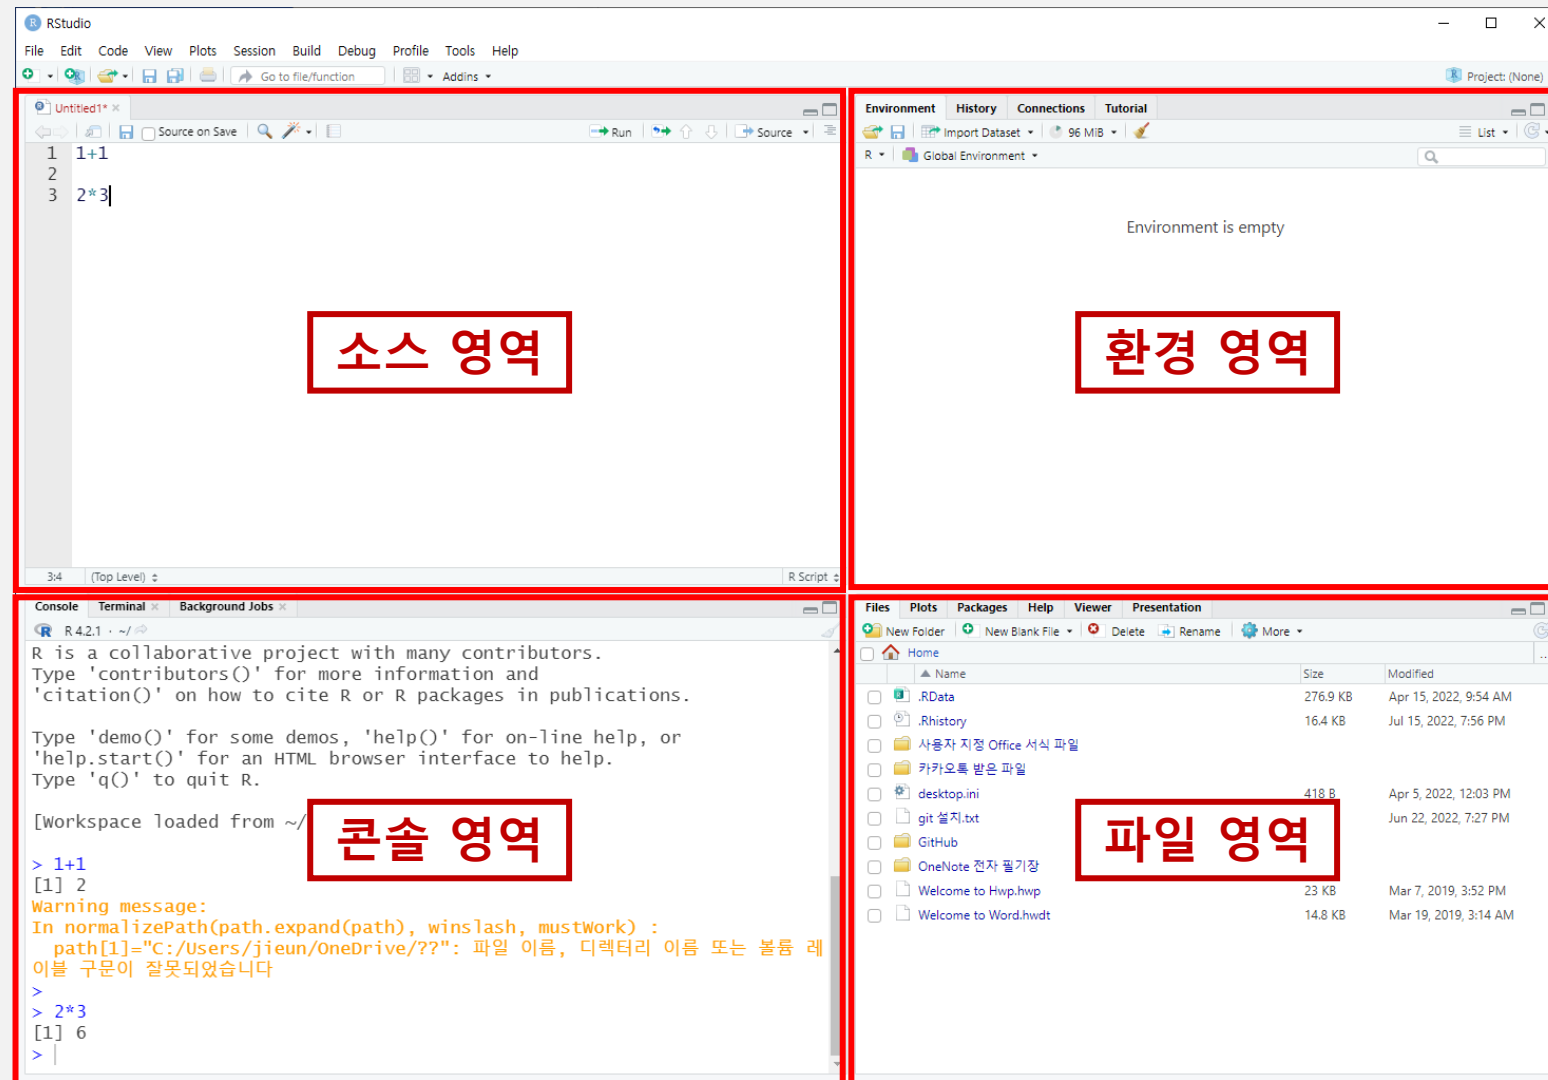 RStudio
File Edit Code View Plots Session Build Debug Profile Tools Help
Go to file/function Addins Project: (None)
Untitled1*
Source on Save Run Source
1 1+1
2
3 2*3
소스 영역
3:4 (Top Level) R Script
Environment History Connections Tutorial
Import Dataset 96 MiB List
R Global Environment
Environment is empty
환경 영역
Console Terminal Background Jobs
R 4.2.1 · ~/
R is a collaborative project with many contributors.
Type 'contributors()' for more information and
'citation()' on how to cite R or R packages in publications.
Type 'demo()' for some demos, 'help()' for on-line help, or
'help.start()' for an HTML browser interface to help.
Type 'q()' to quit R.
[Workspace loaded from ~/
콘솔 영역
> 1+1
[1] 2
Warning message:
In normalizePath(path.expand(path), winslash, mustWork) :
path[1]="C:/Users/jieun/OneDrive/??": 파일 이름, 디렉터리 이름 또는 볼륨 레
이블 구문이 잘못되었습니다
>
> 2*3
[1] 6
>
Files Plots Packages Help Viewer Presentation
New Folder New Blank File Delete Rename More
Home ...
Name Size Modified
.RData 276.9 KB Apr 15, 2022, 9:54 AM
.Rhistory 16.4 KB Jul 15, 2022, 7:56 PM
사용자 지정 Office 서식 파일
카카오톡 받은 파일
desktop.ini 418 B Apr 5, 2022, 12:03 PM
git 설치.txt Jun 22, 2022, 7:27 PM
GitHub
OneNote 전자 필기장
Welcome to Hwp.hwp 23 KB Mar 7, 2019, 3:52 PM
Welcome to Word.hwdt 14.8 KB Mar 19, 2019, 3:14 AM
파일 영역